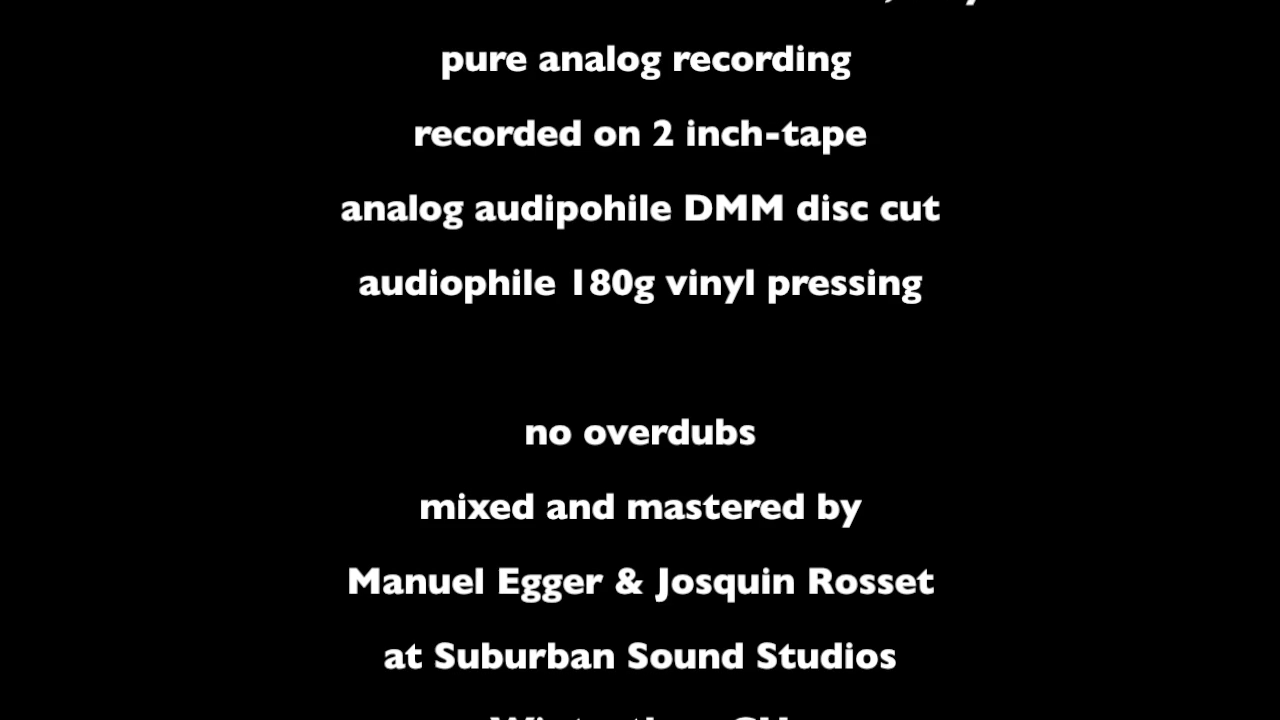 pure analog recording
recorded on 2 inch-tape
analog audipohile DMM disc cut
audiophile 180g vinyl pressing
no overdubs
mixed and mastered by
Manuel Egger & Josquin Rosset
at Suburban Sound Studios